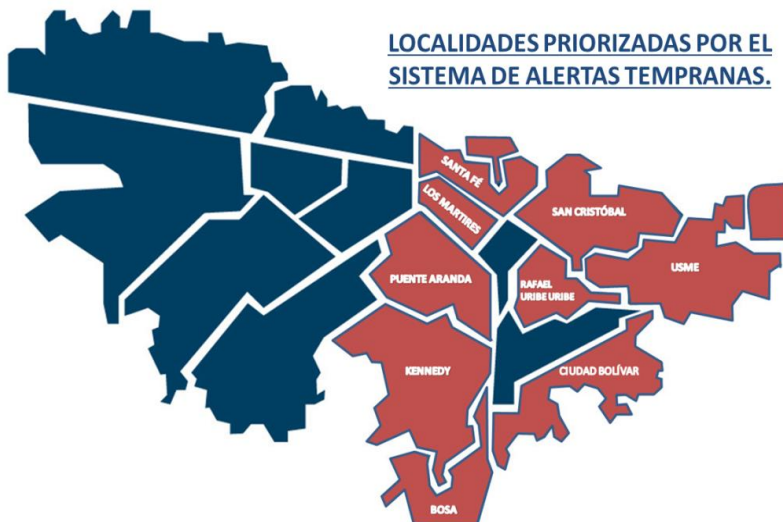 LOCALIDADES PRIORIZADAS POR EL
SISTEMA DE ALERTAS TEMPRANAS.
SANTA FÉ
LOS MARTIRES
SAN CRISTÓBAL
USME
PUENTE ARANDA
RAFAEL
URIBE URIBE
KENNEDY
CIUDAD BOLÍVAR
BOSA